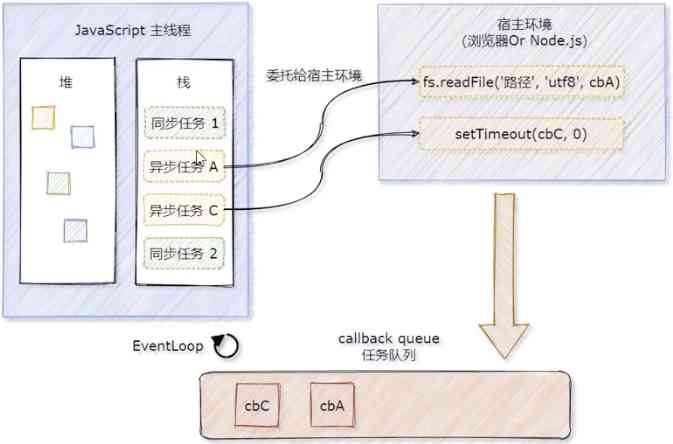 JavaScript 主线程
堆
栈
同步任务 1
异步任务 A
异步任务 C
同步任务 2
委托给宿主环境
宿主环境
(浏览器Or Node.js)
fs.readFile('路径', 'utf8', cbA)
setTimeout(cbC, 0)
EventLoop
callback queue
任务队列
cbC
cbA